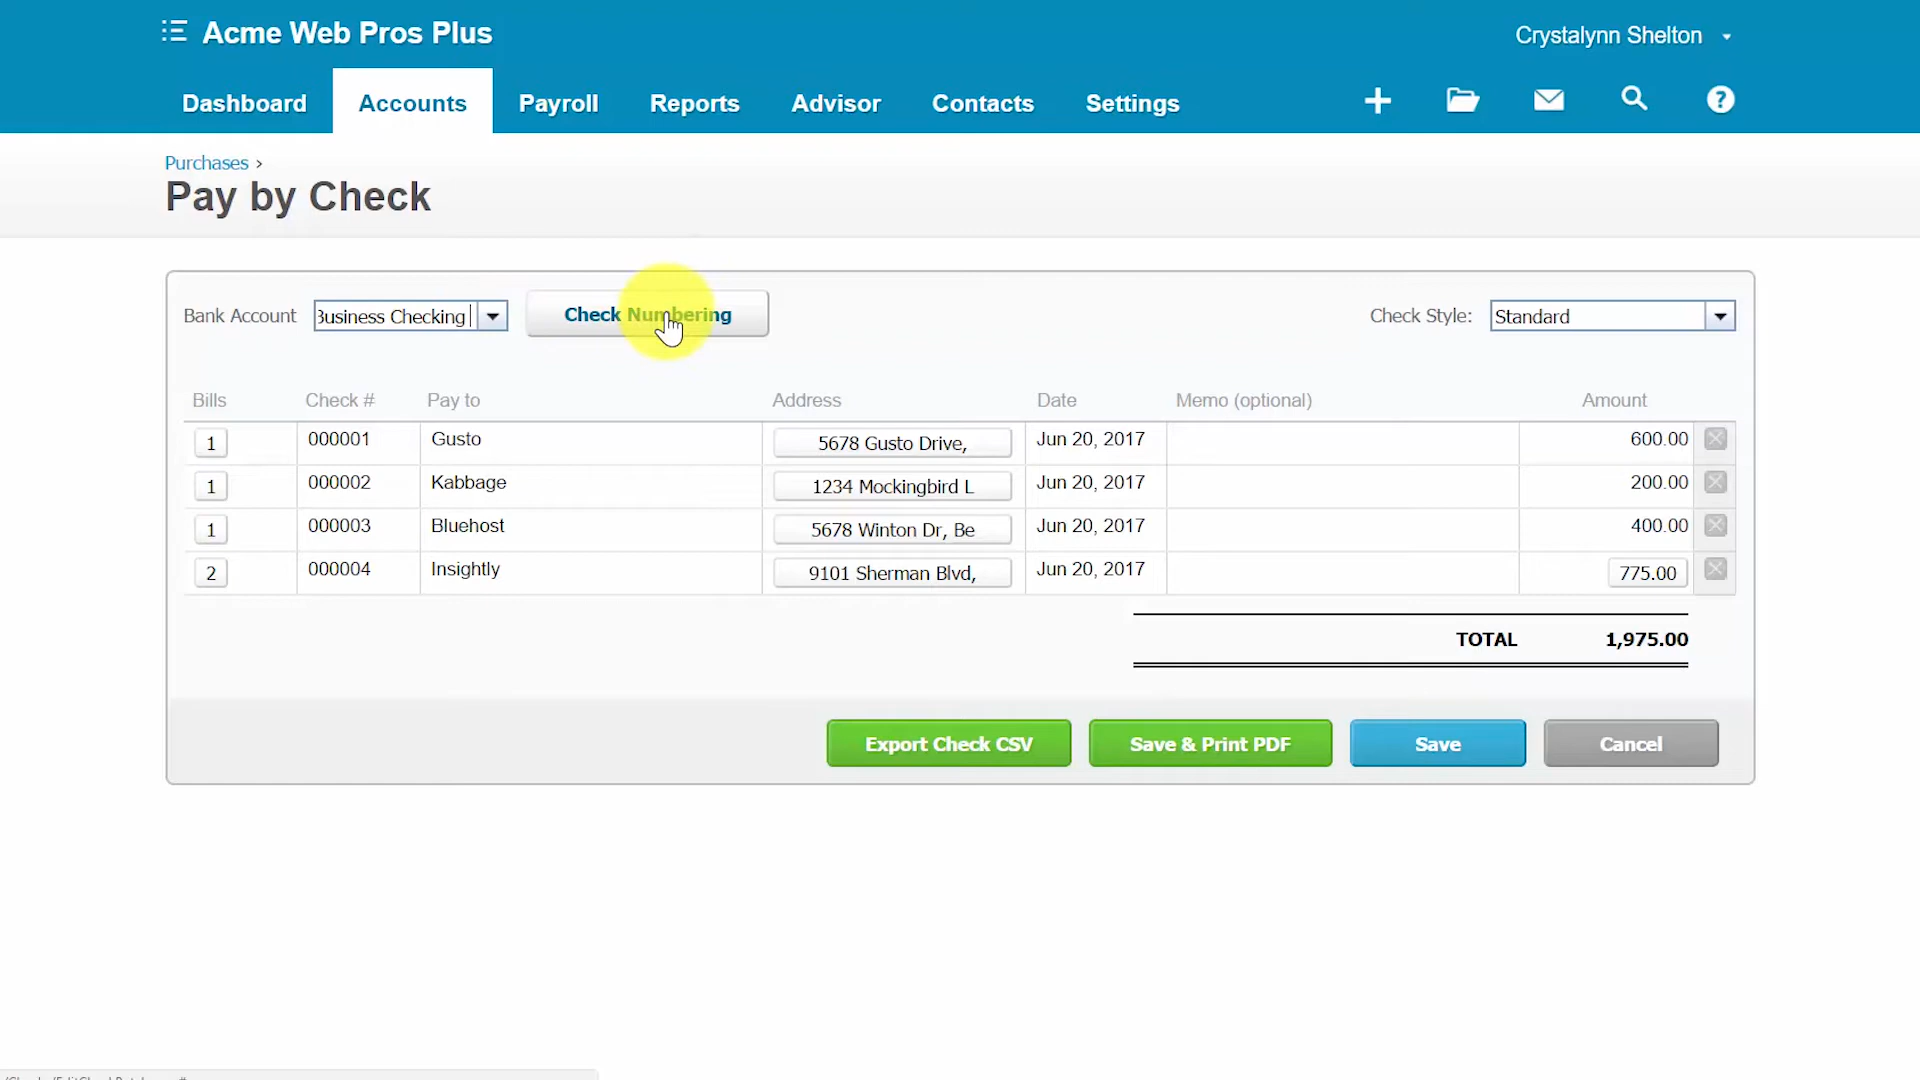 Acme Web Pros Plus
Crystalynn Shelton
Dashboard Accounts Payroll Reports Advisor Contacts Settings ?
Purchases >
Pay by Check
Bank Account Business Checking Check Numbering Check Style: Standard
Bills Check # Pay to Address Date Memo (optional) Amount
1 000001 Gusto 5678 Gusto Drive, Jun 20, 2017 600.00
1 000002 Kabbage 1234 Mockingbird L Jun 20, 2017 200.00
1 000003 Bluehost 5678 Winton Dr, Be Jun 20, 2017 400.00
2 000004 Insightly 9101 Sherman Blvd, Jun 20, 2017 775.00
TOTAL 1,975.00
Export Check CSV Save & Print PDF Save Cancel